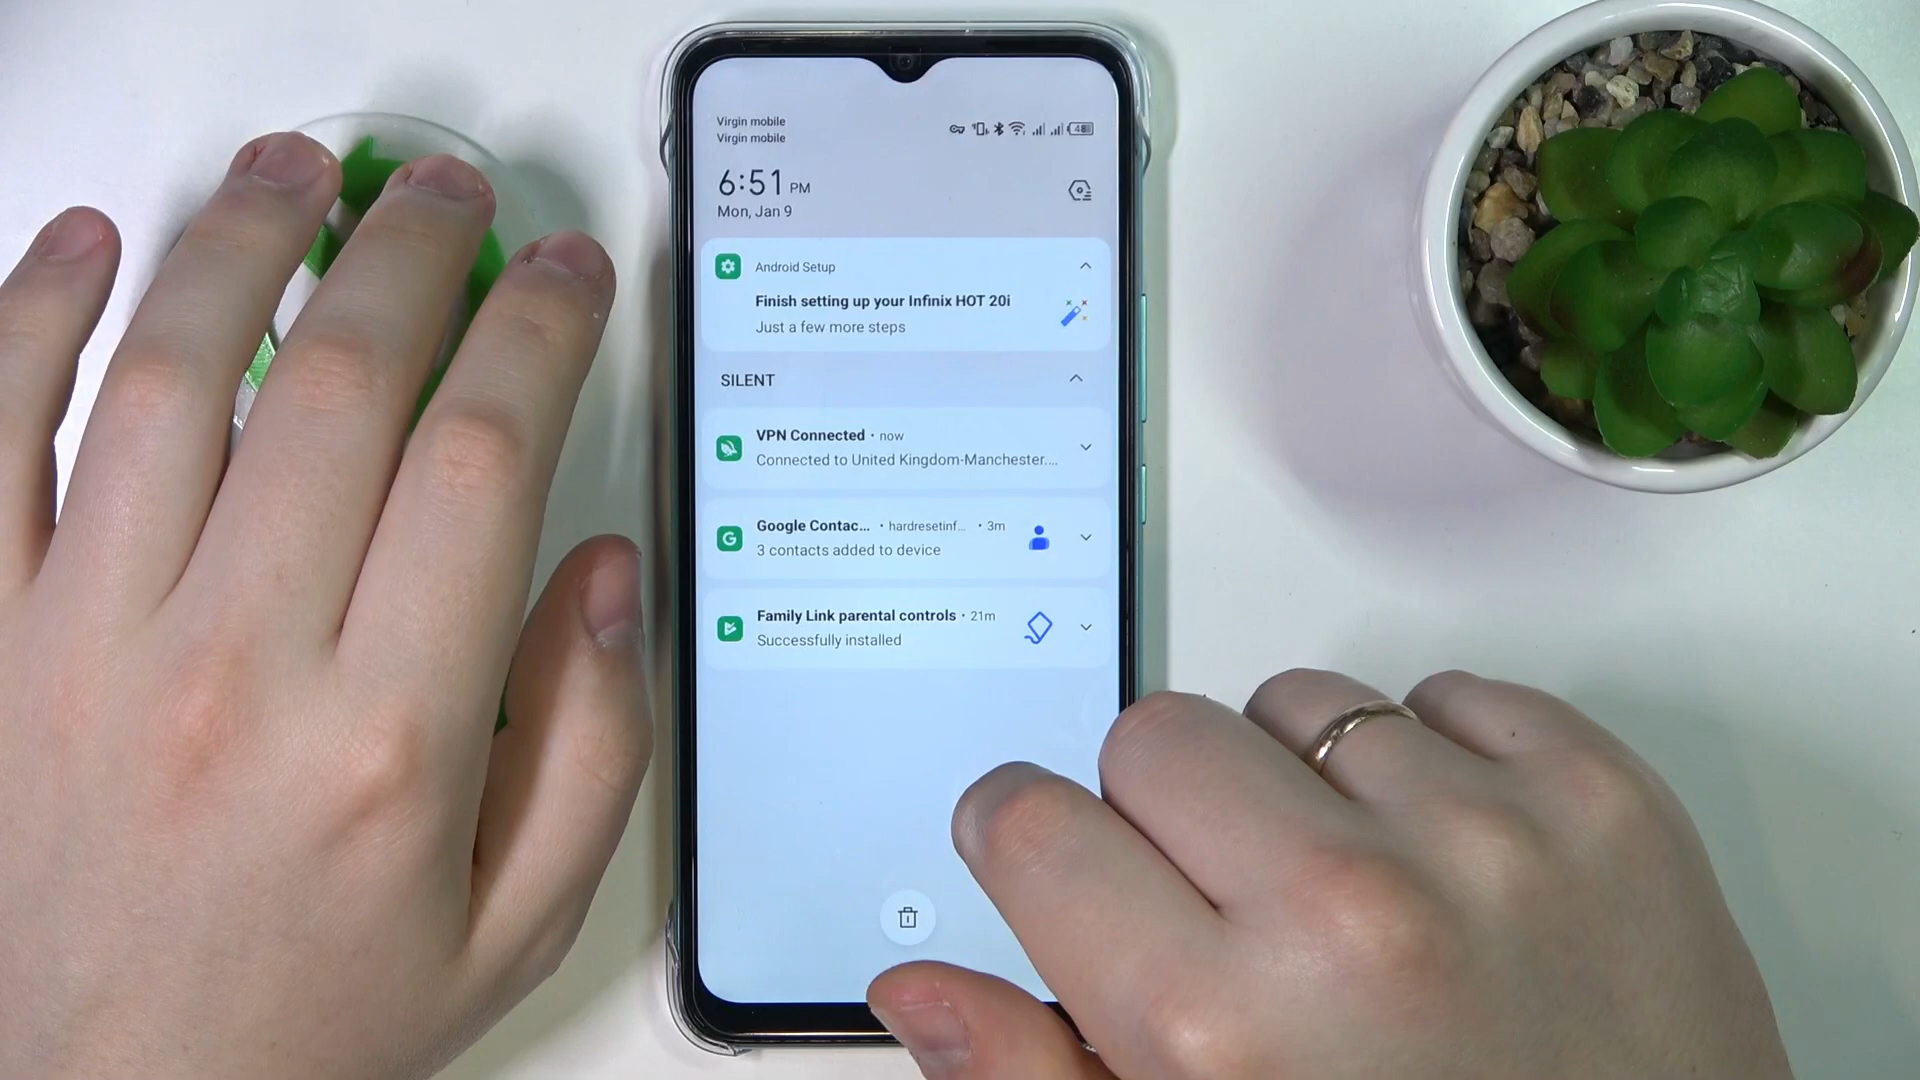 Virgin mobile
Virgin mobile
48
6:51 PM
Mon, Jan 9
Android Setup
Finish setting up your Infinix HOT 20i
Just a few more steps
SILENT
VPN Connected • now
Connected to United Kingdom-Manchester....
Google Contac... • hardresetinf... • 3m
3 contacts added to device
Family Link parental controls • 21m
Successfully installed